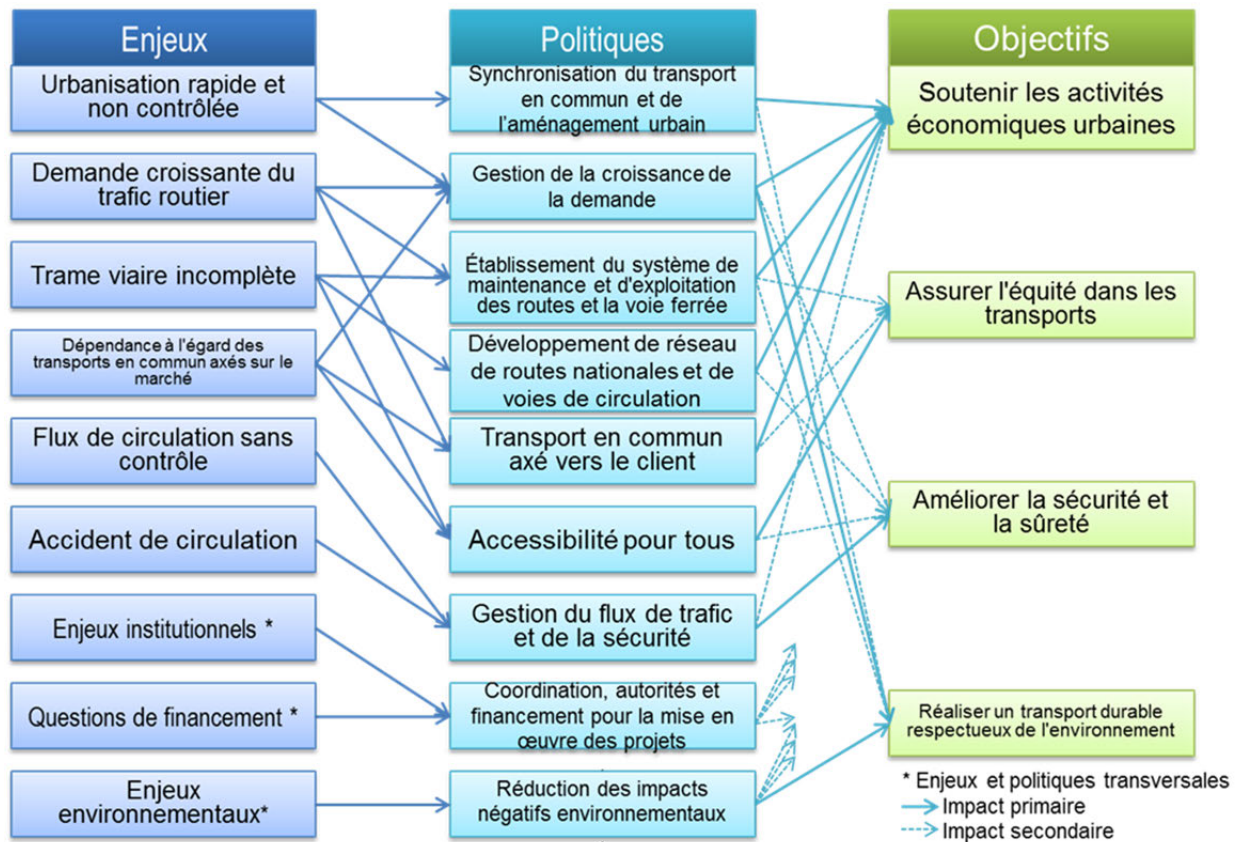 Enjeux
Urbanisation rapide et
non contrôlée
Demande croissante du
trafic routier
Trame viaire incomplète
Dépendance à l'égard des
transports en commun axés sur le
marché
Flux de circulation sans
contrôle
Accident de circulation
Enjeux institutionnels *
Questions de financement *
Enjeux
environnementaux*
Politiques
Synchronisation du transport
en commun et de
l'aménagement urbain
Gestion de la croissance de
la demande
Établissement du système de
maintenance et d'exploitation
des routes et la voie ferrée
Développement de réseau
de routes nationales et de
voies de circulation
Transport en commun
axé vers le client
Accessibilité pour tous
Gestion du flux de trafic
et de la sécurité
Coordination, autorités et
financement pour la mise en
œuvre des projets
Réduction des impacts
négatifs environnementaux
Objectifs
Soutenir les activités
économiques urbaines
Assurer l'équité dans les
transports
Améliorer la sécurité et
la sûreté
Réaliser un transport durable
respectueux de l'environnement
* Enjeux et politiques transversales
Impact primaire
Impact secondaire